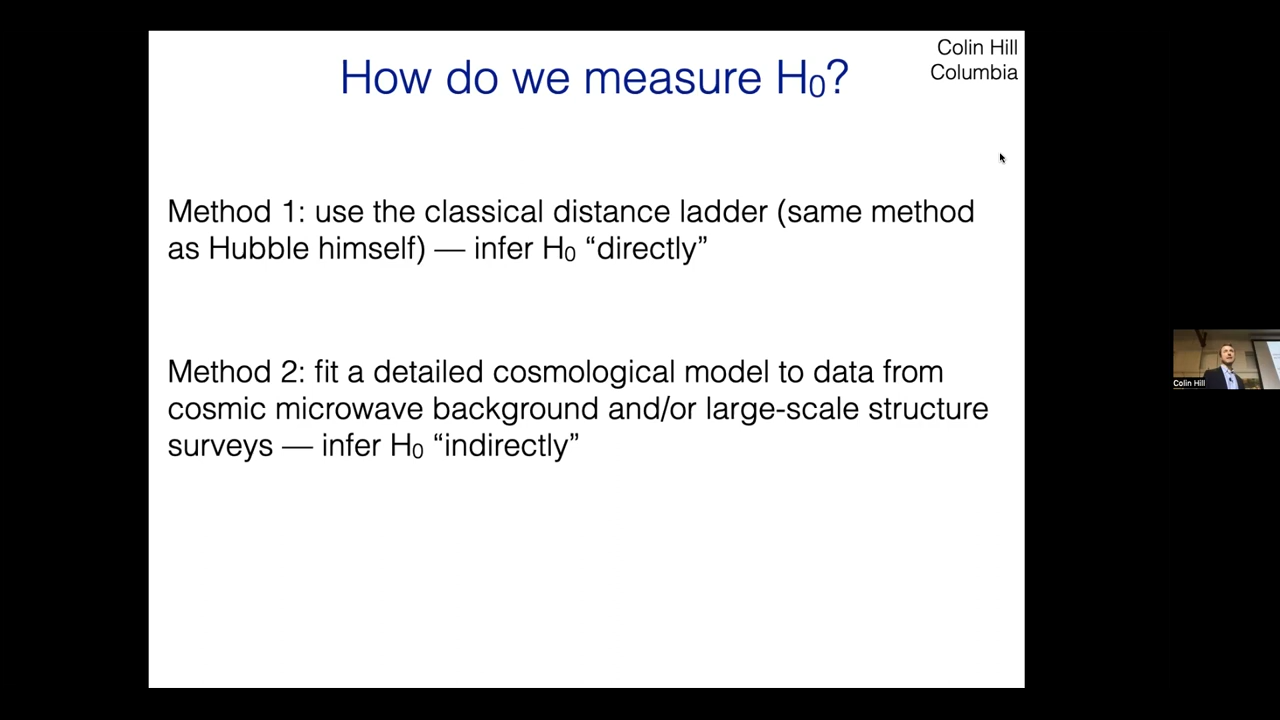 Colin Hill
Columbia
How do we measure H₀?
Method 1: use the classical distance ladder (same method
as Hubble himself) — infer H₀ “directly”
Method 2: fit a detailed cosmological model to data from
cosmic microwave background and/or large-scale structure
surveys — infer H₀ “indirectly”
Colin Hill